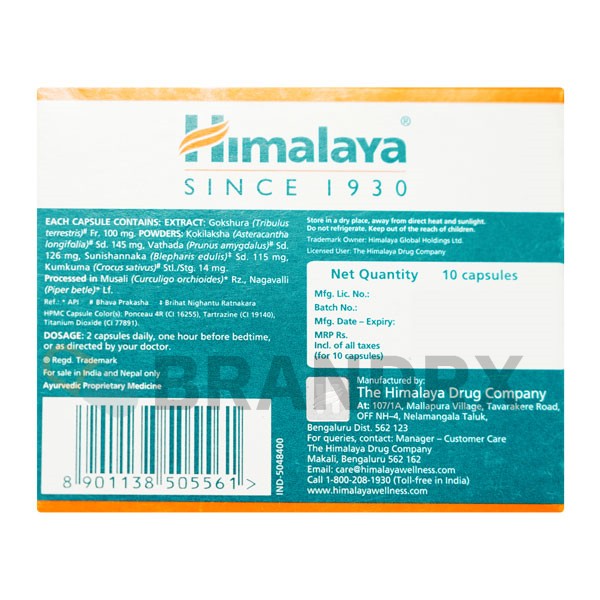 Himalaya®
SINCE 1930
EACH CAPSULE CONTAINS: EXTRACT: Gokshura (Tribulus
terrestris)# Fr. 100 mg. POWDERS: Kokilaksha (Asteracantha
longifolia)# Sd. 145 mg, Vathada (Prunus amygdalus)# Sd.
126 mg, Sunishannaka (Blepharis edulis)‡ Sd. 115 mg,
Kumkuma (Crocus sativus)# Stl./Stg. 14 mg.
Processed in Musali (Curculigo orchioides)* Rz., Nagavalli
(Piper betle)* Lf.
Ref.: * API # Bhava Prakasha ‡ Brihat Nighantu Ratnakara
HPMC Capsule Color(s): Ponceau 4R (CI 16255), Tartrazine (CI 19140),
Titanium Dioxide (CI 77891).
DOSAGE: 2 capsules daily, one hour before bedtime,
or as directed by your doctor.
® Regd. Trademark
For sale in India and Nepal only
Ayurvedic Proprietary Medicine
8 901138 505561 >
IND-5048400
Store in a dry place, away from direct heat and sunlight.
Do not refrigerate. Keep out of the reach of children.
Trademark Owner: Himalaya Global Holdings Ltd.
Licensed User: The Himalaya Drug Company
Net Quantity 10 capsules
Mfg. Lic. No.:
Batch No.:
Mfg. Date – Expiry:
MRP Rs.
Incl. of all taxes
(for 10 capsules)
Manufactured by:
The Himalaya Drug Company
At: 107/1A, Mallapura Village, Tavarakere Road,
OFF NH–4, Nelamangala Taluk,
Bengaluru Dist. 562 123
For queries, contact: Manager – Customer Care
The Himalaya Drug Company
Makali, Bengaluru 562 162
Email: care@himalayawellness.com
Call 1-800-208-1930 (Toll-free in India)
www.himalayawellness.com
BRANDRX